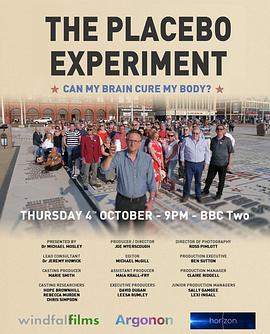 THE PLACEBO
EXPERIMENT
★ CAN MY BRAIN CURE MY BODY? ★
THURSDAY 4th OCTOBER - 9PM - BBC Two
PRESENTED BY
Dr MICHAEL MOSLEY
LEAD CONSULTANT
Dr JEREMY HOWICK
CASTING PRODUCER
MARIE SMITH
CASTING RESEARCHERS
HOPE BROWNHILL
REBECCA MURDEN
CHRIS SIMPSON
PRODUCER / DIRECTOR
JOE MYERSCOUGH
EDITOR
MICHAEL McGILL
ASSISTANT PRODUCER
MAIA KRALL-FRY
EXECUTIVE PRODUCERS
DAVID DUGAN
LEESA RUMLEY
DIRECTOR OF PHOTOGRAPHY
ROSS PIMLOTT
PRODUCTION EXECUTIVE
BEN SUTTON
PRODUCTION MANAGER
CLAIRE RIDDELL
JUNIOR PRODUCTION MANAGERS
SALLY GAMSEE
LEXI INGALL
windfallfilms
Argonon
horizon